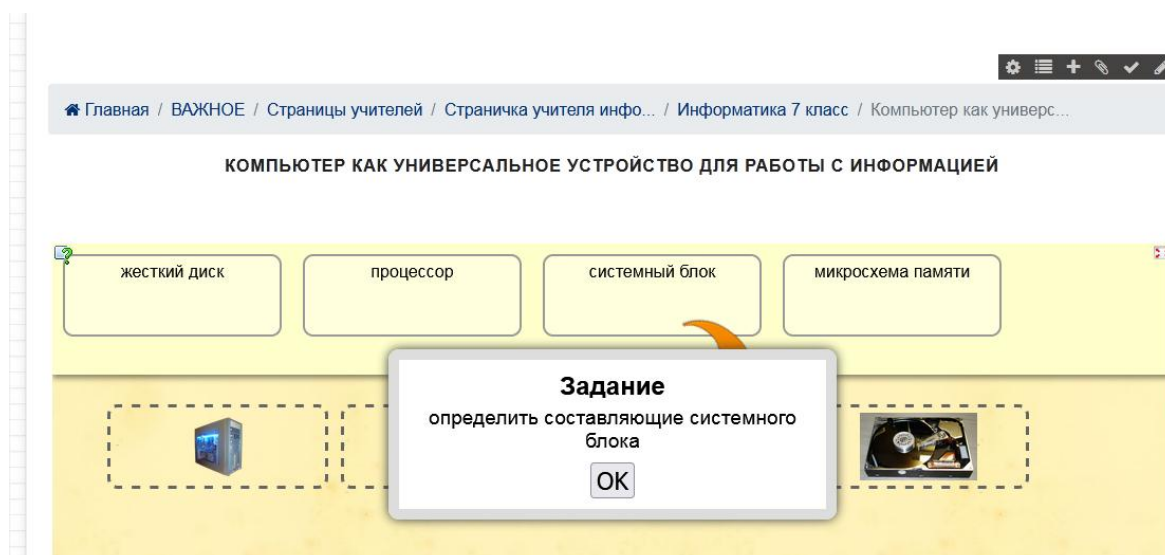 Главная / ВАЖНОЕ / Страницы учителей / Страничка учителя инфо... / Информатика 7 класс / Компьютер как универс...
КОМПЬЮТЕР КАК УНИВЕРСАЛЬНОЕ УСТРОЙСТВО ДЛЯ РАБОТЫ С ИНФОРМАЦИЕЙ
жесткий диск процессор системный блок микросхема памяти
Задание
определить составляющие системного
блока
OK